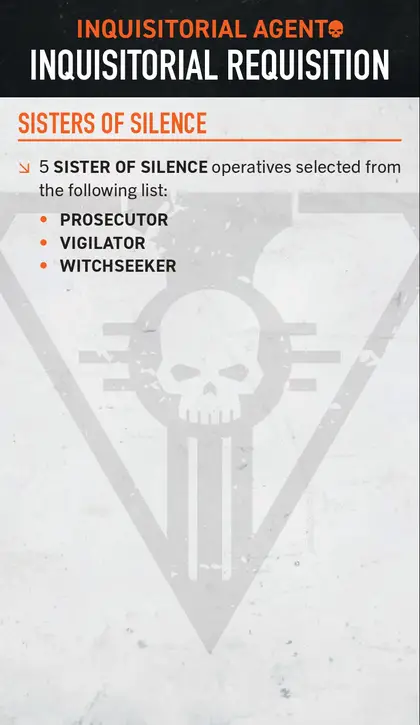 INQUISITORIAL AGENT
INQUISITORIAL REQUISITION
SISTERS OF SILENCE
↘ 5 SISTER OF SILENCE operatives selected from
the following list:
• PROSECUTOR
• VIGILATOR
• WITCHSEEKER